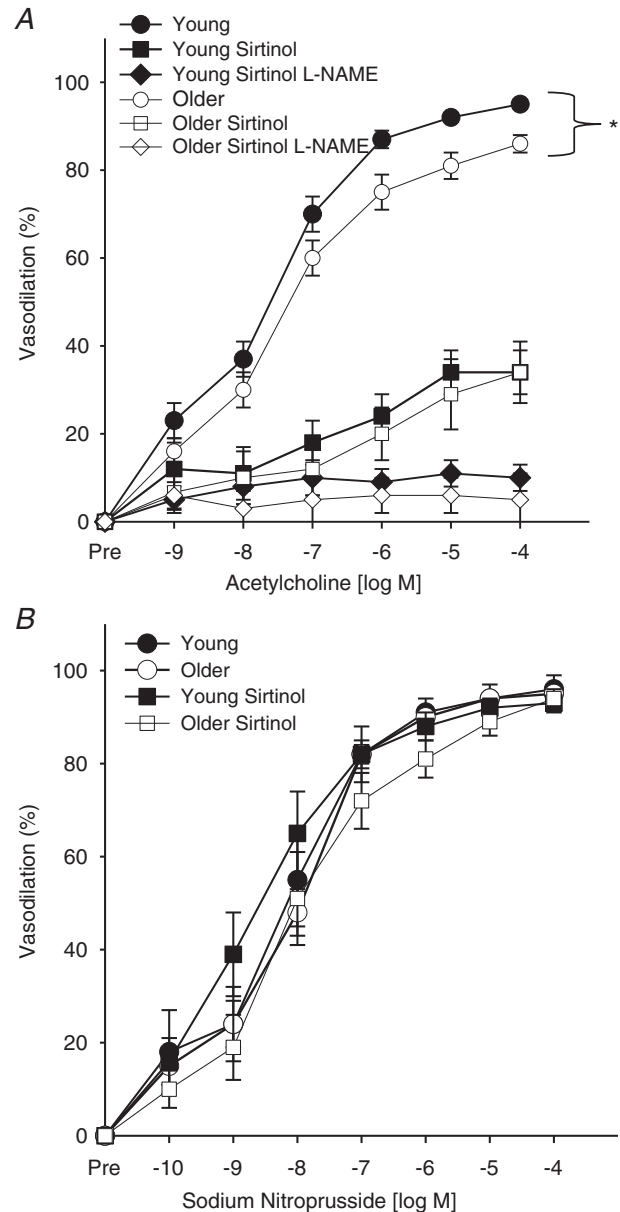 A
Young
Young Sirtinol
Young Sirtinol L-NAME
Older
Older Sirtinol
Older Sirtinol L-NAME
*
Vasodilation (%)
100
80
60
40
20
0
Pre -9 -8 -7 -6 -5 -4
Acetylcholine [log M]
B
Young
Older
Young Sirtinol
Older Sirtinol
Vasodilation (%)
100
80
60
40
20
0
Pre -10 -9 -8 -7 -6 -5 -4
Sodium Nitroprusside [log M]